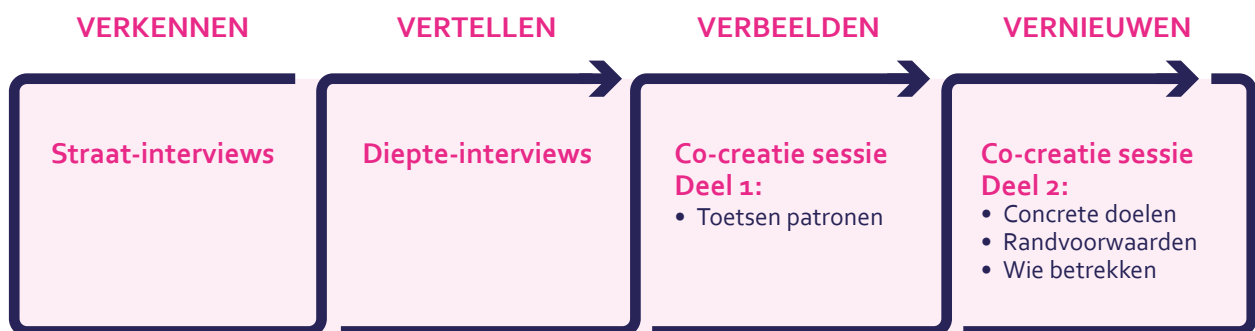 VERKENNEN
VERTELLEN
VERBEELDEN
VERNIEUWEN
Straat-interviews
Diepte-interviews
Co-creatie sessie
Deel 1:
• Toetsen patronen
Co-creatie sessie
Deel 2:
• Concrete doelen
• Randvoorwaarden
• Wie betrekken